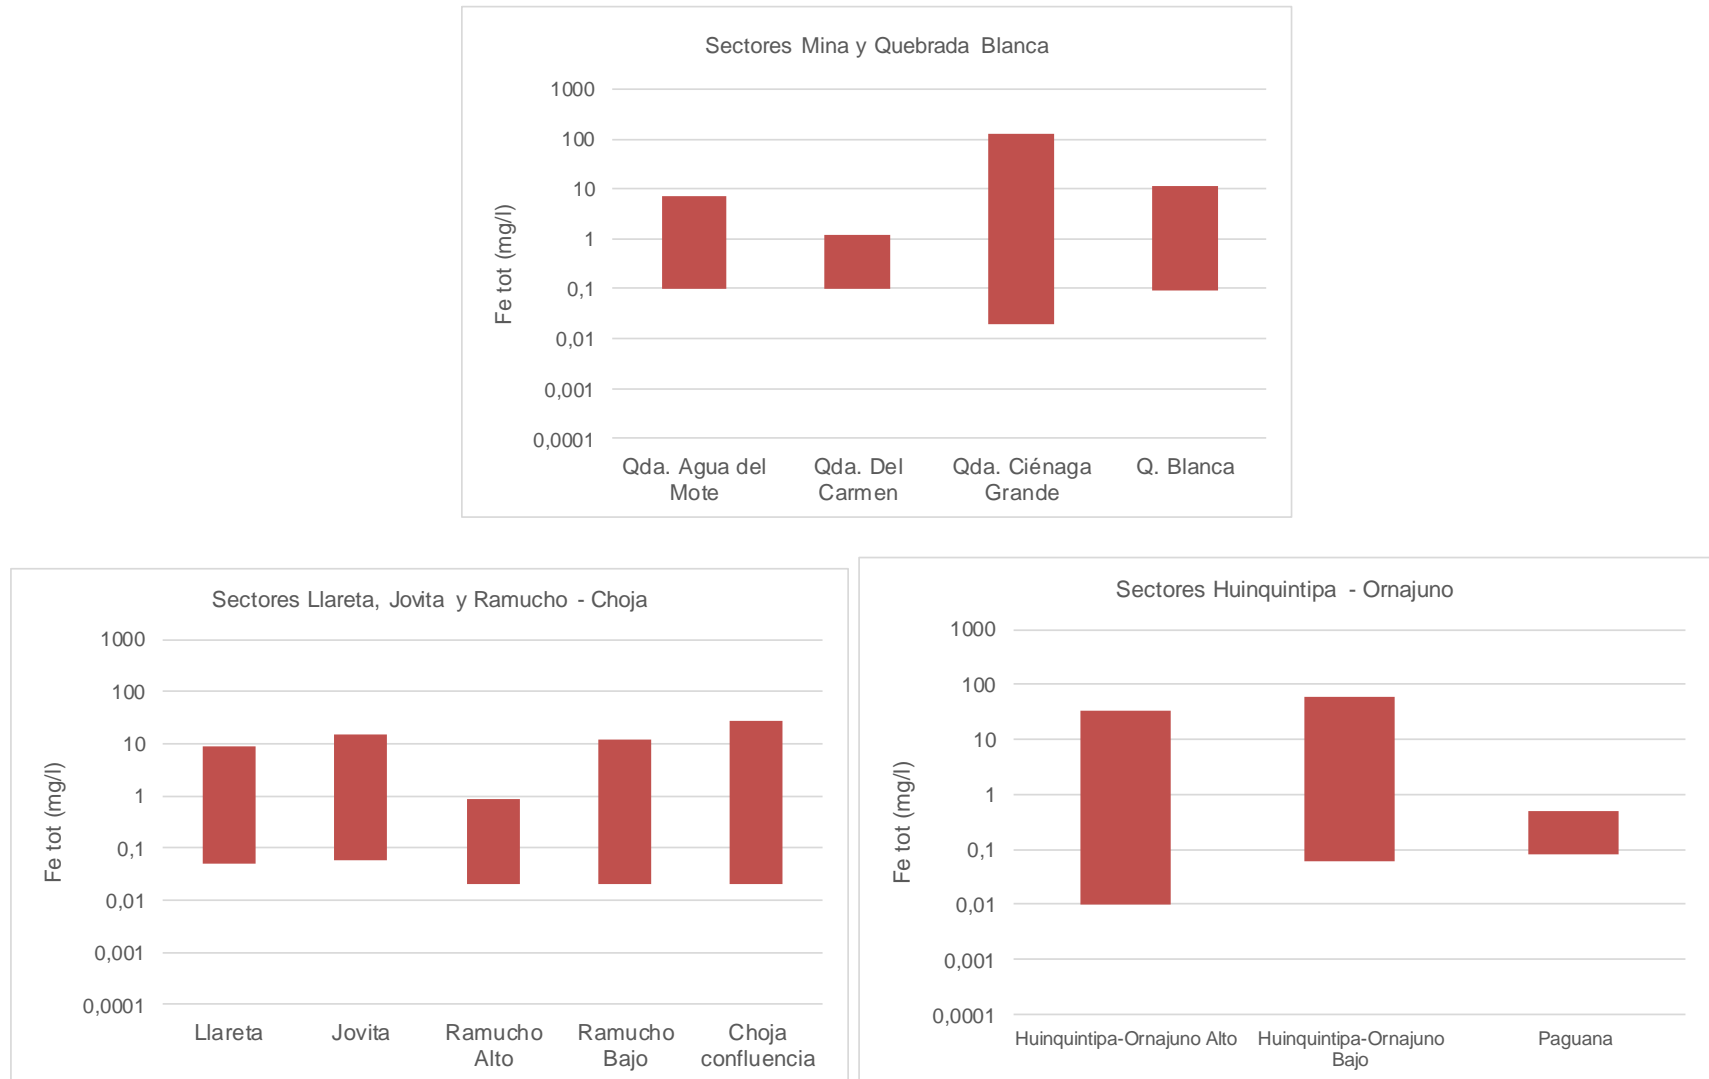 Sectores Mina y Quebrada Blanca
Fe tot (mg/l)
1000
100
10
1
0,1
0,01
0,001
0,0001
Qda. Agua del
Mote
Qda. Del
Carmen
Qda. Ciénaga
Grande
Q. Blanca
Sectores Llareta, Jovita y Ramucho - Choja
Fe tot (mg/l)
1000
100
10
1
0,1
0,01
0,001
0,0001
Llareta
Jovita
Ramucho
Alto
Ramucho
Bajo
Choja
confluencia
Sectores Huinquintipa - Ornajuno
Fe tot (mg/l)
1000
100
10
1
0,1
0,01
0,001
0,0001
Huinquintipa-Ornajuno Alto
Huinquintipa-Ornajuno
Bajo
Paguana